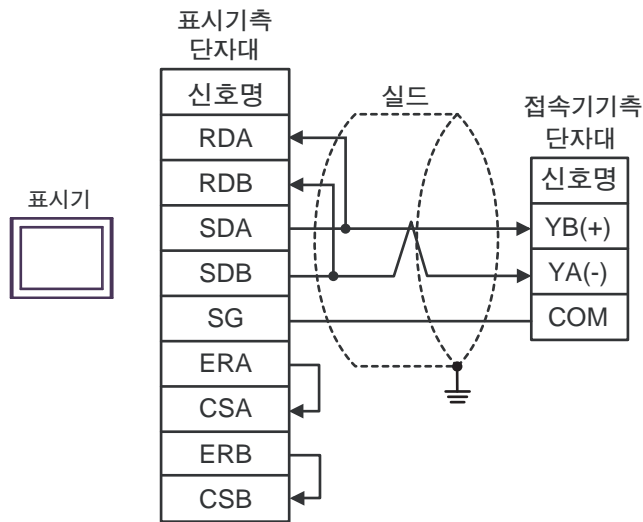 표시기
표시기측
단자대
신호명
RDA
RDB
SDA
SDB
SG
ERA
CSA
ERB
CSB
실드
접속기기측
단자대
신호명
YB(+)
YA(-)
COM